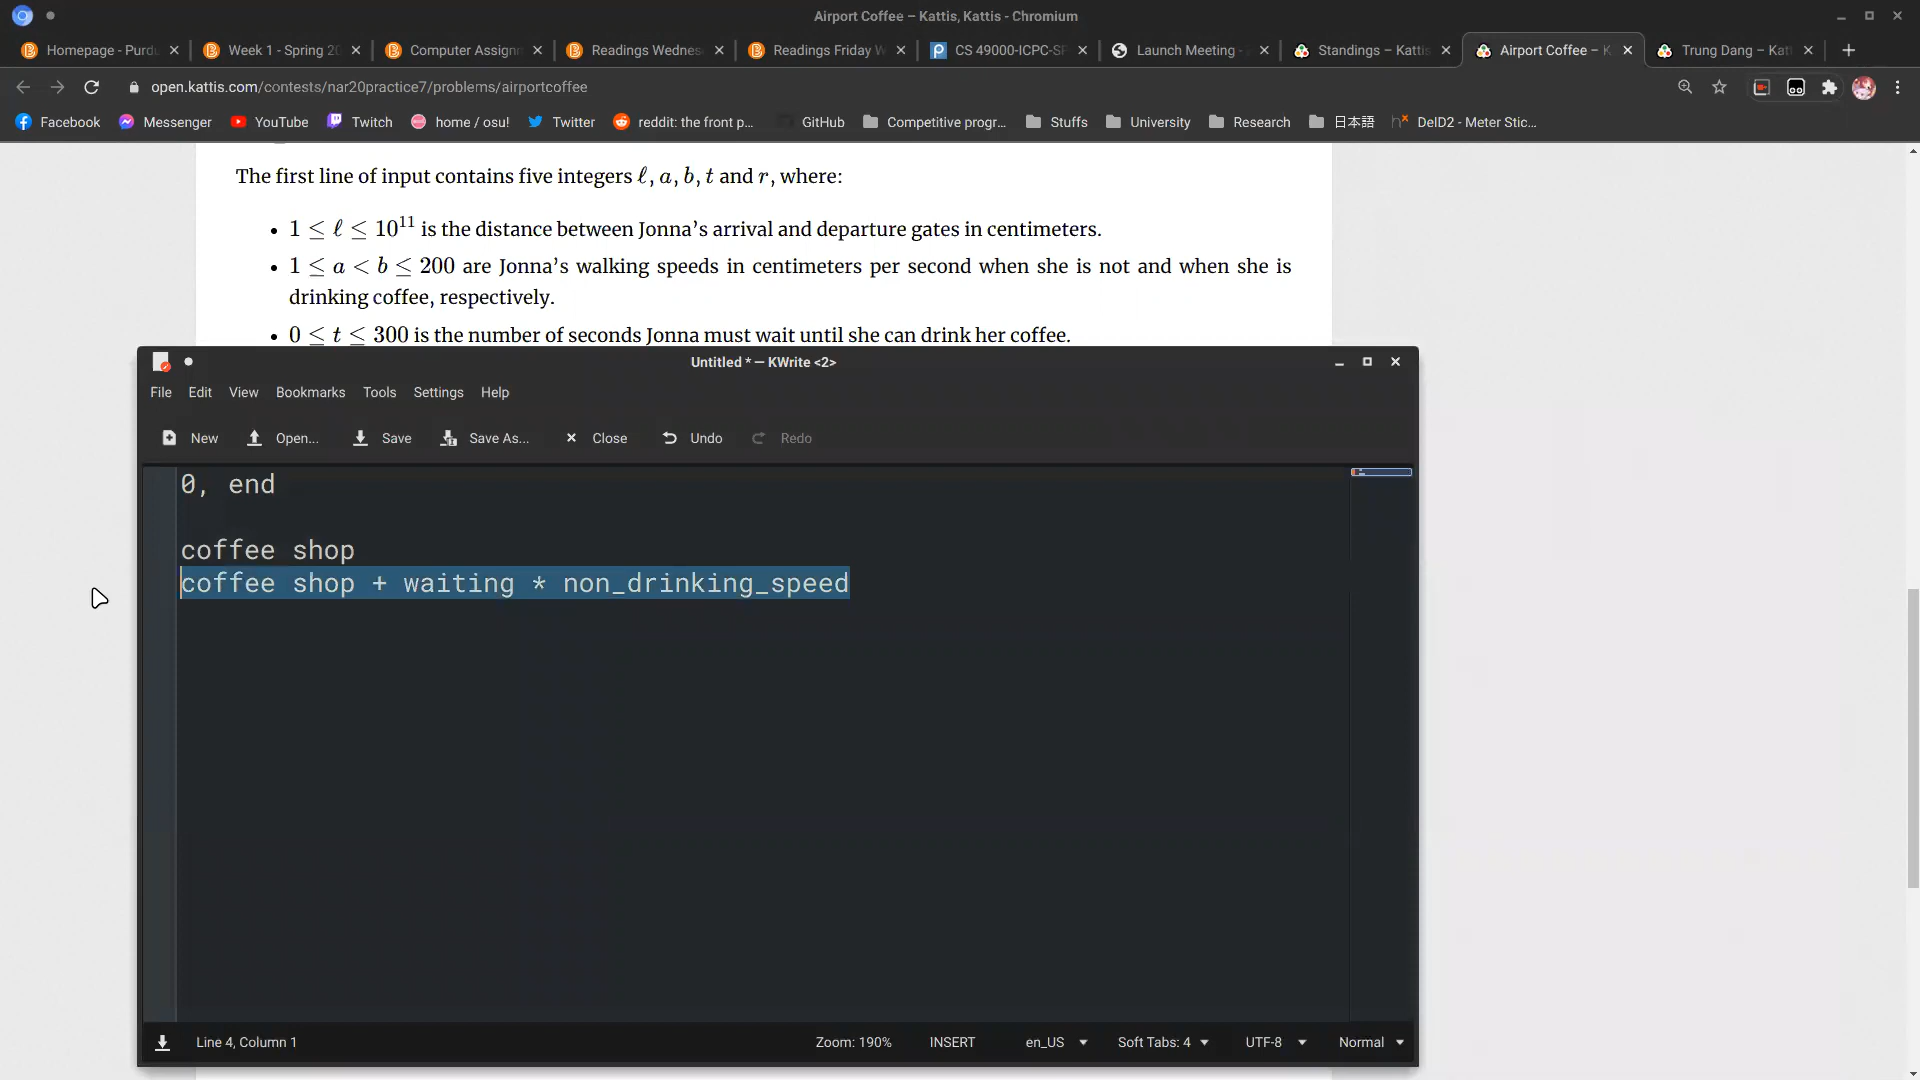 Airport Coffee – Kattis, Kattis - Chromium
Homepage - Purdu
Week 1 - Spring 20
Computer Assignm
Readings Wednes
Readings Friday W
CS 49000-ICPC-SP
Launch Meeting -
Standings – Kattis
Airport Coffee – K
Trung Dang – Kat
open.kattis.com/contests/nar20practice7/problems/airportcoffee
Facebook
Messenger
YouTube
Twitch
home / osu!
Twitter
reddit: the front p...
GitHub
Competitive progr...
Stuffs
University
Research
日本語
DelD2 - Meter Stic...
The first line of input contains five integers ℓ, a, b, t and r, where:
• 1 ≤ ℓ ≤ 10^11 is the distance between Jonna’s arrival and departure gates in centimeters.
• 1 ≤ a < b ≤ 200 are Jonna’s walking speeds in centimeters per second when she is not and when she is
drinking coffee, respectively.
• 0 ≤ t ≤ 300 is the number of seconds Jonna must wait until she can drink her coffee.
Untitled * — KWrite <2>
File Edit View Bookmarks Tools Settings Help
New Open... Save Save As... Close Undo Redo
0, end
coffee shop
coffee shop + waiting * non_drinking_speed
Line 4, Column 1
Zoom: 190%
INSERT
en_US
Soft Tabs: 4
UTF-8
Normal